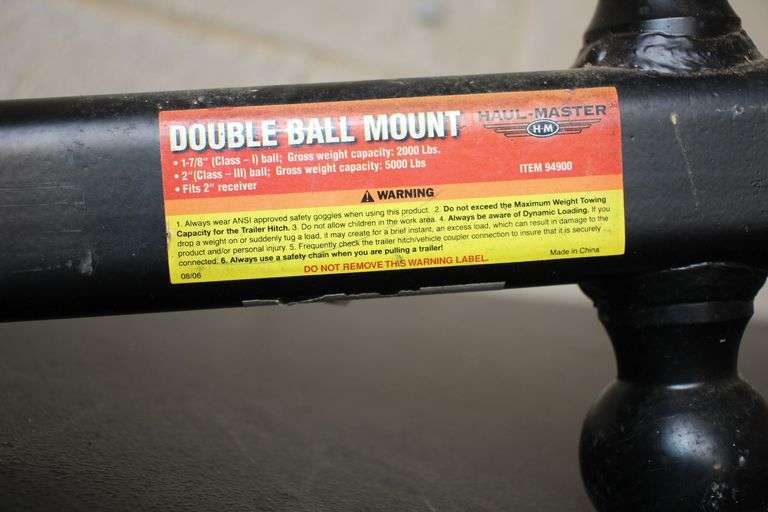 DOUBLE BALL MOUNT
HAUL-MASTER
H-M
• 1-7/8" (Class – I) ball; Gross weight capacity: 2000 Lbs.
• 2"(Class – III) ball; Gross weight capacity: 5000 Lbs
• Fits 2" receiver
ITEM 94900
WARNING
1. Always wear ANSI approved safety goggles when using this product. 2. Do not exceed the Maximum Weight Towing
Capacity for the Trailer Hitch. 3. Do not allow children in the work area. 4. Always be aware of Dynamic Loading. If you
drop a weight on or suddenly tug a load, it may create for a brief instant, an excess load, which can result in damage to the
product and/or personal injury. 5. Frequently check the trailer hitch/vehicle coupler connection to insure that it is securely
connected. 6. Always use a safety chain when you are pulling a trailer!
Made in China
08/06
DO NOT REMOVE THIS WARNING LABEL.